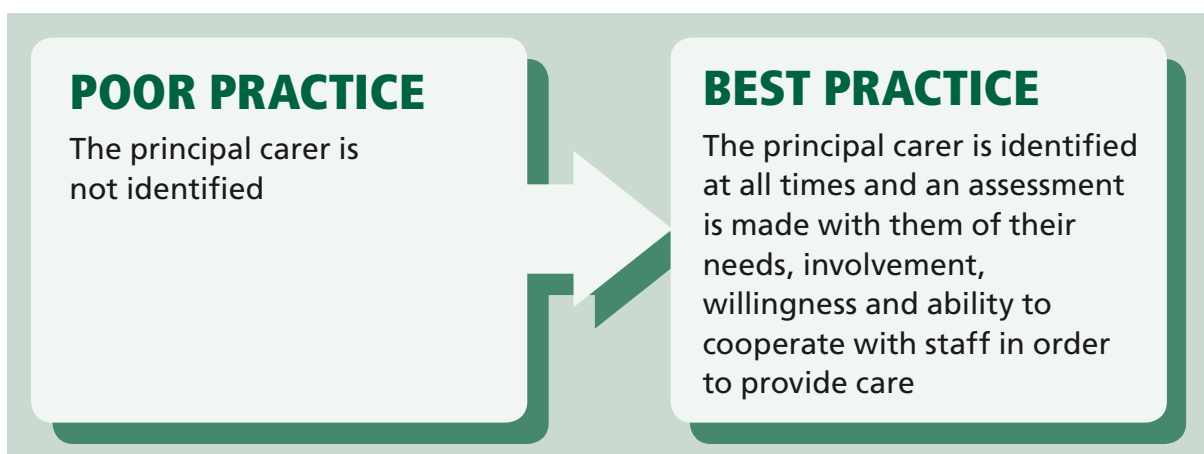 POOR PRACTICE
The principal carer is
not identified
BEST PRACTICE
The principal carer is identified
at all times and an assessment
is made with them of their
needs, involvement,
willingness and ability to
cooperate with staff in order
to provide care